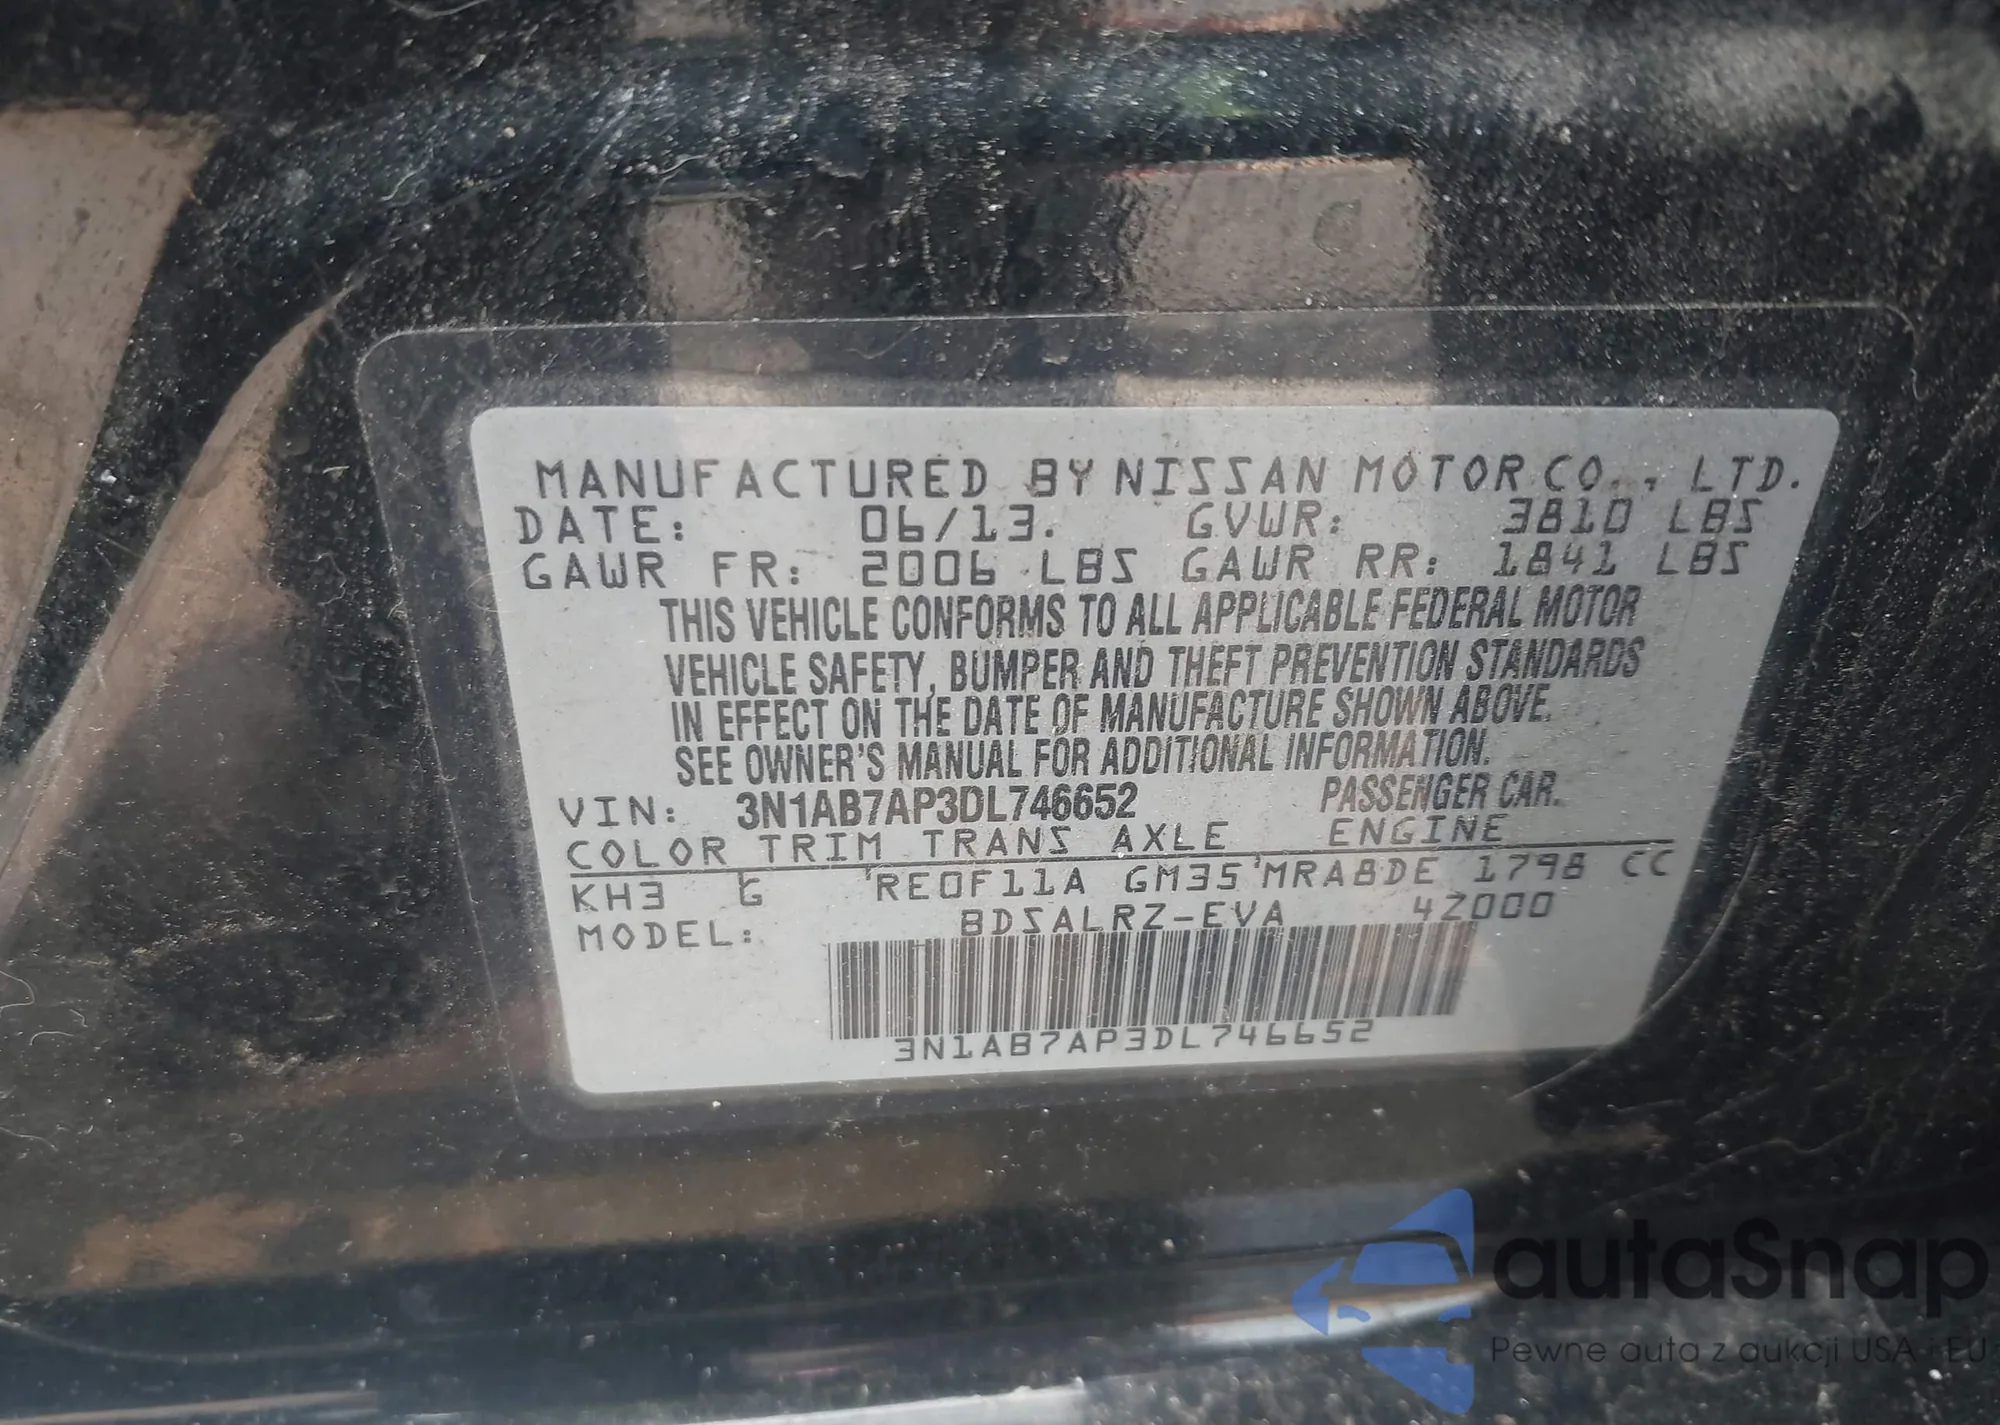 MANUFACTURED BY NISSAN MOTOR CO., LTD.
DATE: 06/13. GVWR: 3810 LBS
GAWR FR: 2006 LBS GAWR RR: 1841 LBS
THIS VEHICLE CONFORMS TO ALL APPLICABLE FEDERAL MOTOR
VEHICLE SAFETY, BUMPER AND THEFT PREVENTION STANDARDS
IN EFFECT ON THE DATE OF MANUFACTURE SHOWN ABOVE.
SEE OWNER'S MANUAL FOR ADDITIONAL INFORMATION.
VIN: 3N1AB7AP3DL746652 PASSENGER CAR.
COLOR TRIM TRANS AXLE ENGINE
KH3 G RE0F11A GM35 MRA8DE 1798 CC
MODEL: BDSALRZ-EVA 42000
3N1AB7AP3DL746652
autaSnap
Pewne auta z aukcji USA i EU